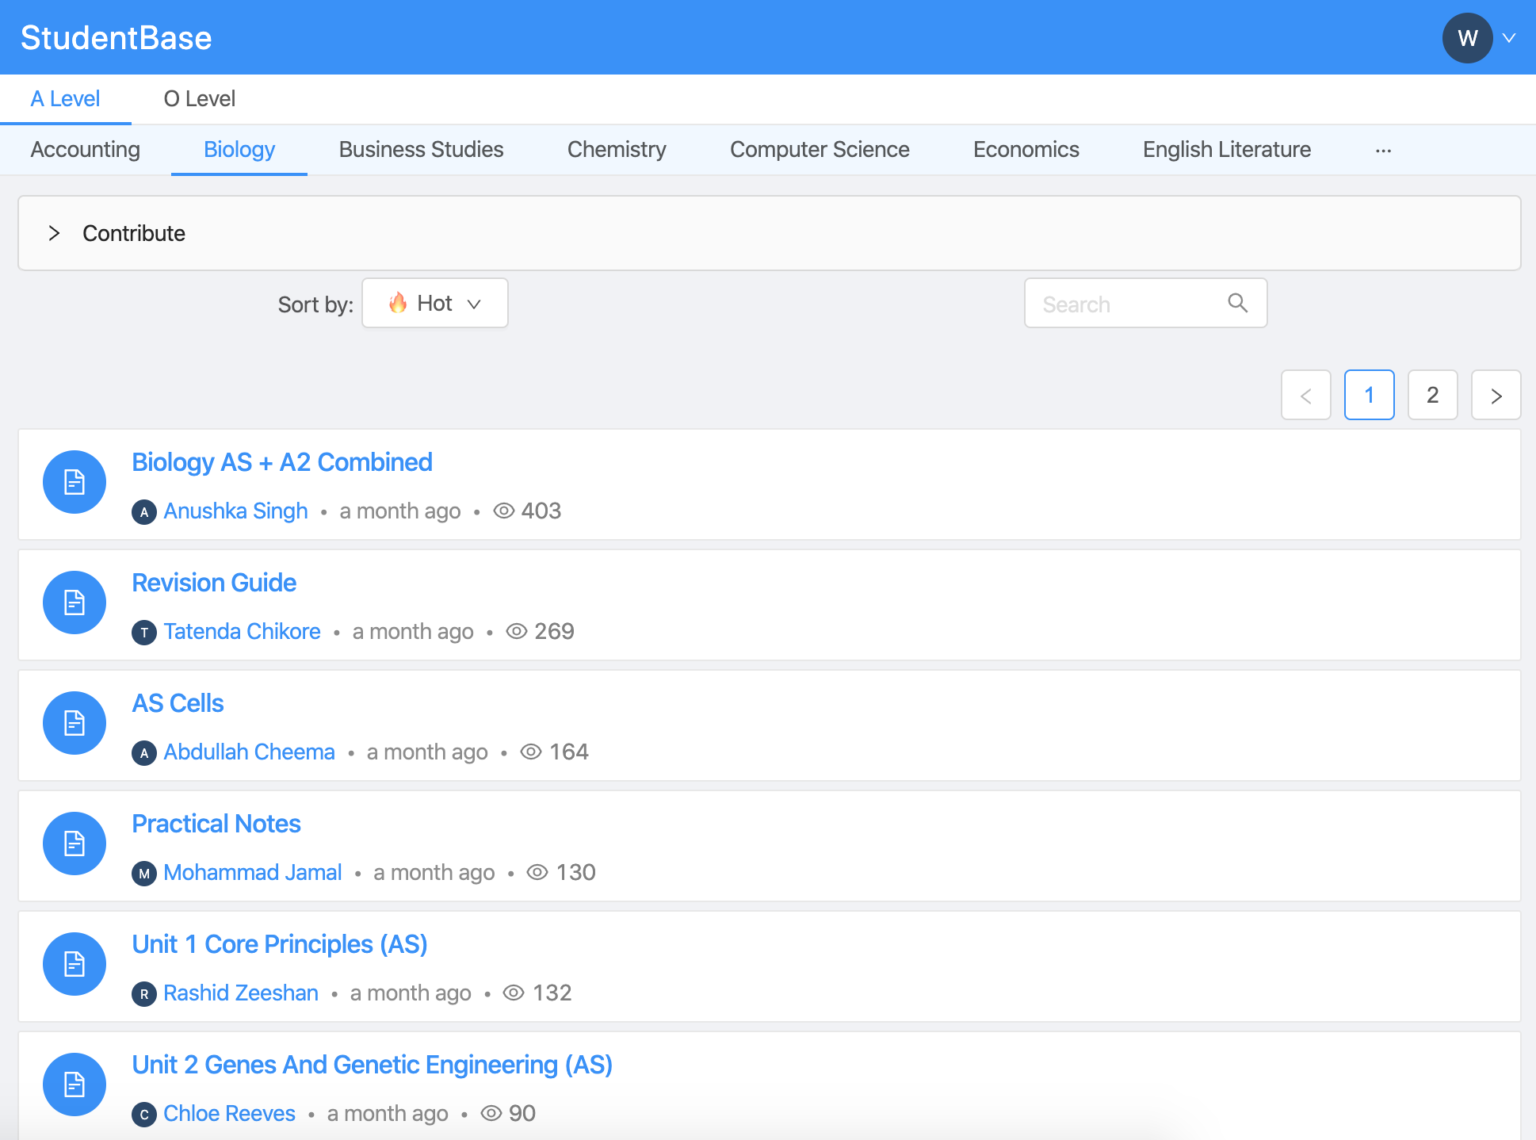 StudentBase
W
A Level O Level
Accounting Biology Business Studies Chemistry Computer Science Economics English Literature ···
Contribute
Sort by: 🔥 Hot Search
< 1 2 >
Biology AS + A2 Combined
A Anushka Singh • a month ago • 403
Revision Guide
T Tatenda Chikore • a month ago • 269
AS Cells
A Abdullah Cheema • a month ago • 164
Practical Notes
M Mohammad Jamal • a month ago • 130
Unit 1 Core Principles (AS)
R Rashid Zeeshan • a month ago • 132
Unit 2 Genes And Genetic Engineering (AS)
C Chloe Reeves • a month ago • 90